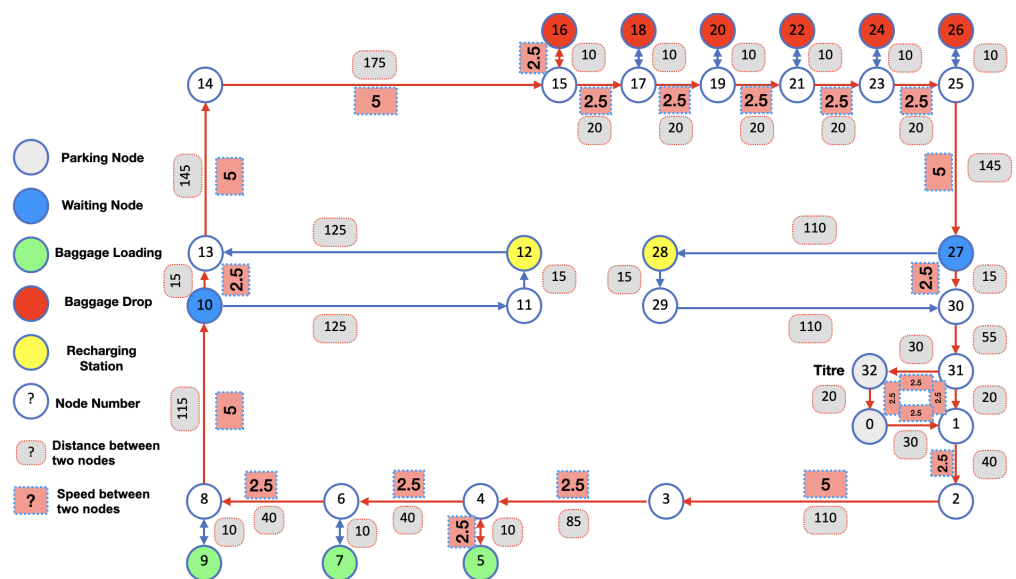 16 18 20 22 24 26
2.5 10 10 10 10 10 10
175
14 15 17 19 21 23 25
5 2.5 2.5 2.5 2.5 2.5
20 20 20 20 20
Parking Node
145 5 5 145
Waiting Node
125 110
Baggage Loading
13 12 28 27
15 2.5 15 15 2.5 15
Baggage Drop
10 11 29 30
125 110
Recharging
Station
55
30
Titre 32 31
2.5
20 2.5 2.5 20
? Node Number
115 5
2.5
0 1
30
? Distance between
two nodes
2.5 40
2.5 2.5 2.5 5
? Speed between
two nodes
8 6 4 3 2
40 40 85 110
10 10 2.5 10
9 7 5